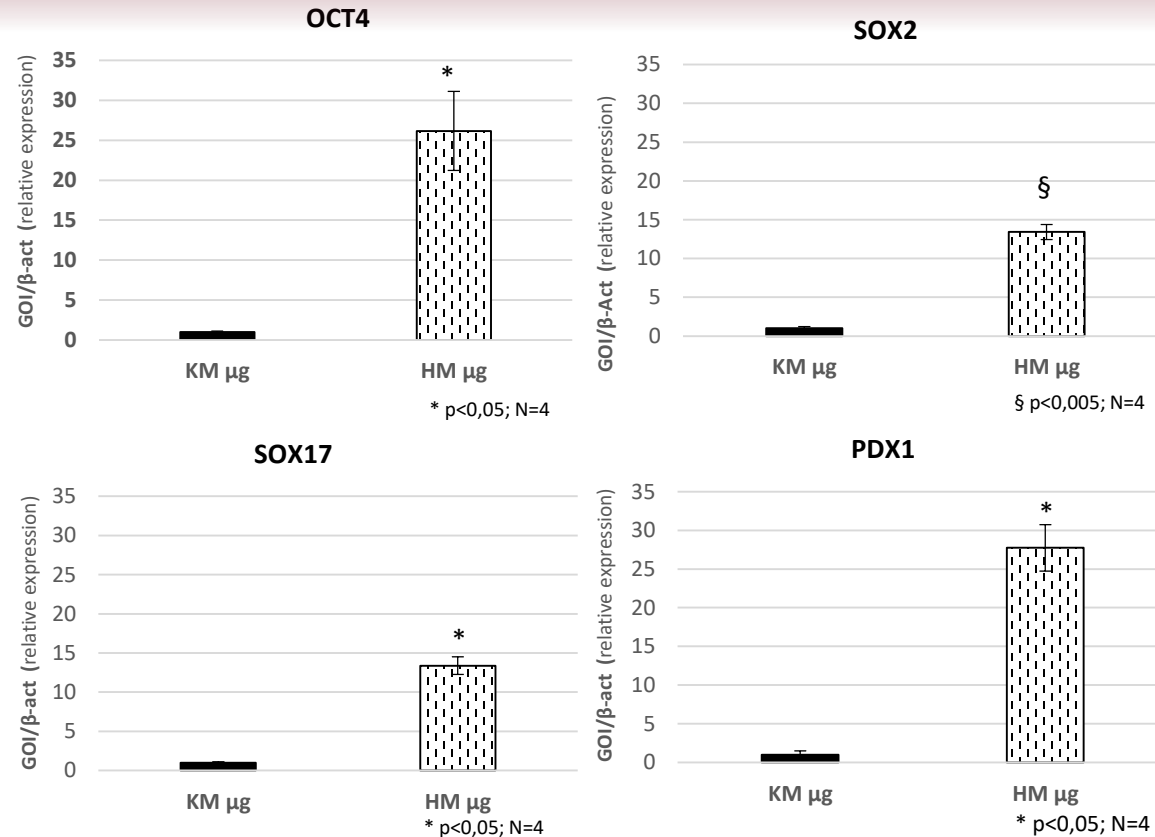 OCT4
GOI/β-act (relative expression)
35
30
25
20
15
10
5
0
*
KM μg
HM μg
* p<0,05; N=4
SOX2
GOI/β-Act (relative expression)
35
30
25
20
15
10
5
0
§
KM μg
HM μg
§ p<0,005; N=4
SOX17
GOI/β-act (relative expression)
35
30
25
20
15
10
5
0
*
KM μg
HM μg
* p<0,05; N=4
PDX1
GOI/β-act (relative expression)
35
30
25
20
15
10
5
0
*
KM μg
HM μg
* p<0,05; N=4